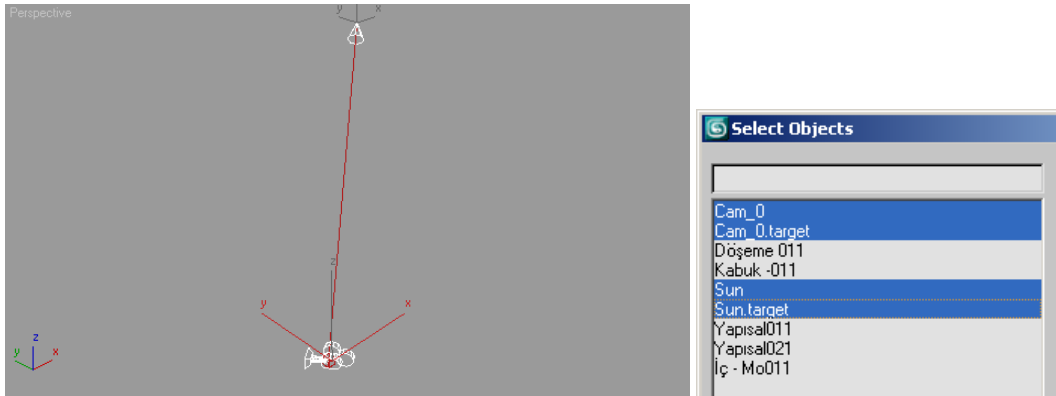 Perspective
y
x
z
y
x
z
y
x
Select Objects
Cam_0
Cam_0.target
Döşeme 011
Kabuk -011
Sun
Sun.target
Yapısal011
Yapısal021
İç - Mo011